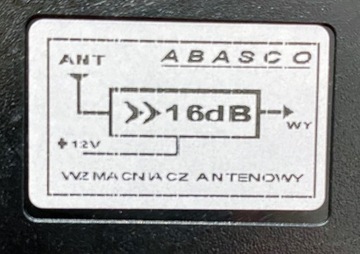 ANT ABASCO
>>16dB
WY
+12V
WZMACNIACZ ANTENOWY